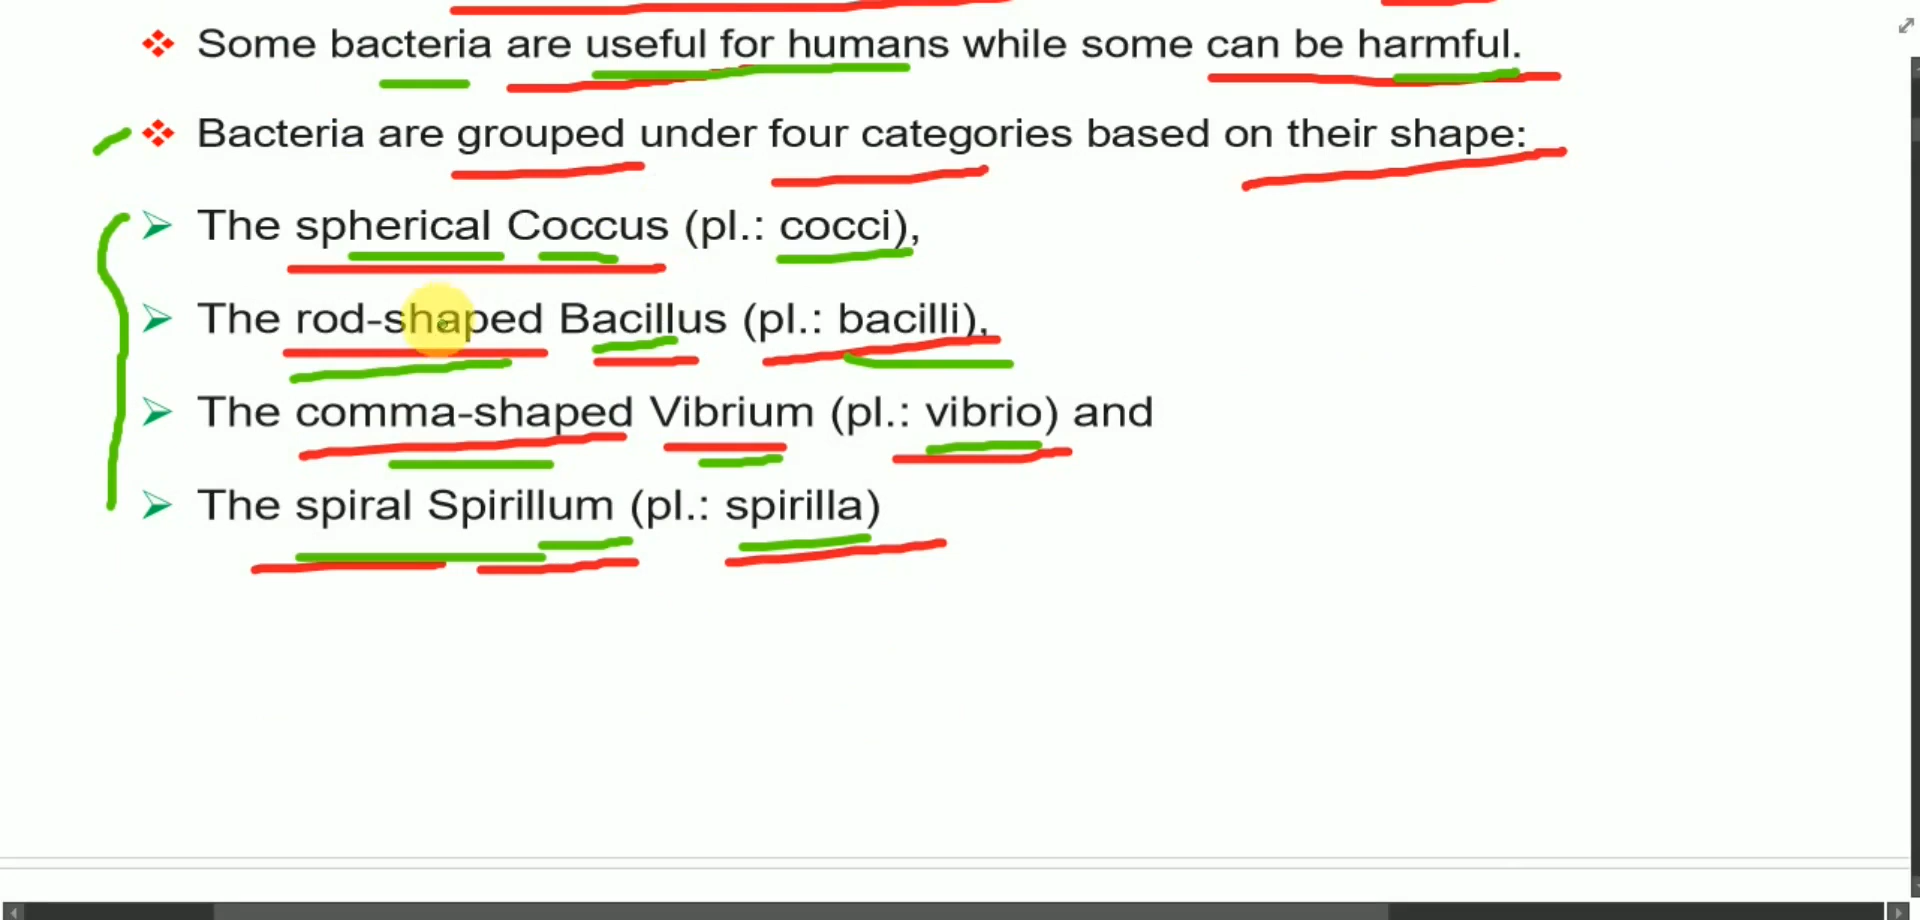 Some bacteria are useful for humans while some can be harmful.
Bacteria are grouped under four categories based on their shape:
The spherical Coccus (pl.: cocci),
The rod-shaped Bacillus (pl.: bacilli),
The comma-shaped Vibrium (pl.: vibrio) and
The spiral Spirillum (pl.: spirilla)